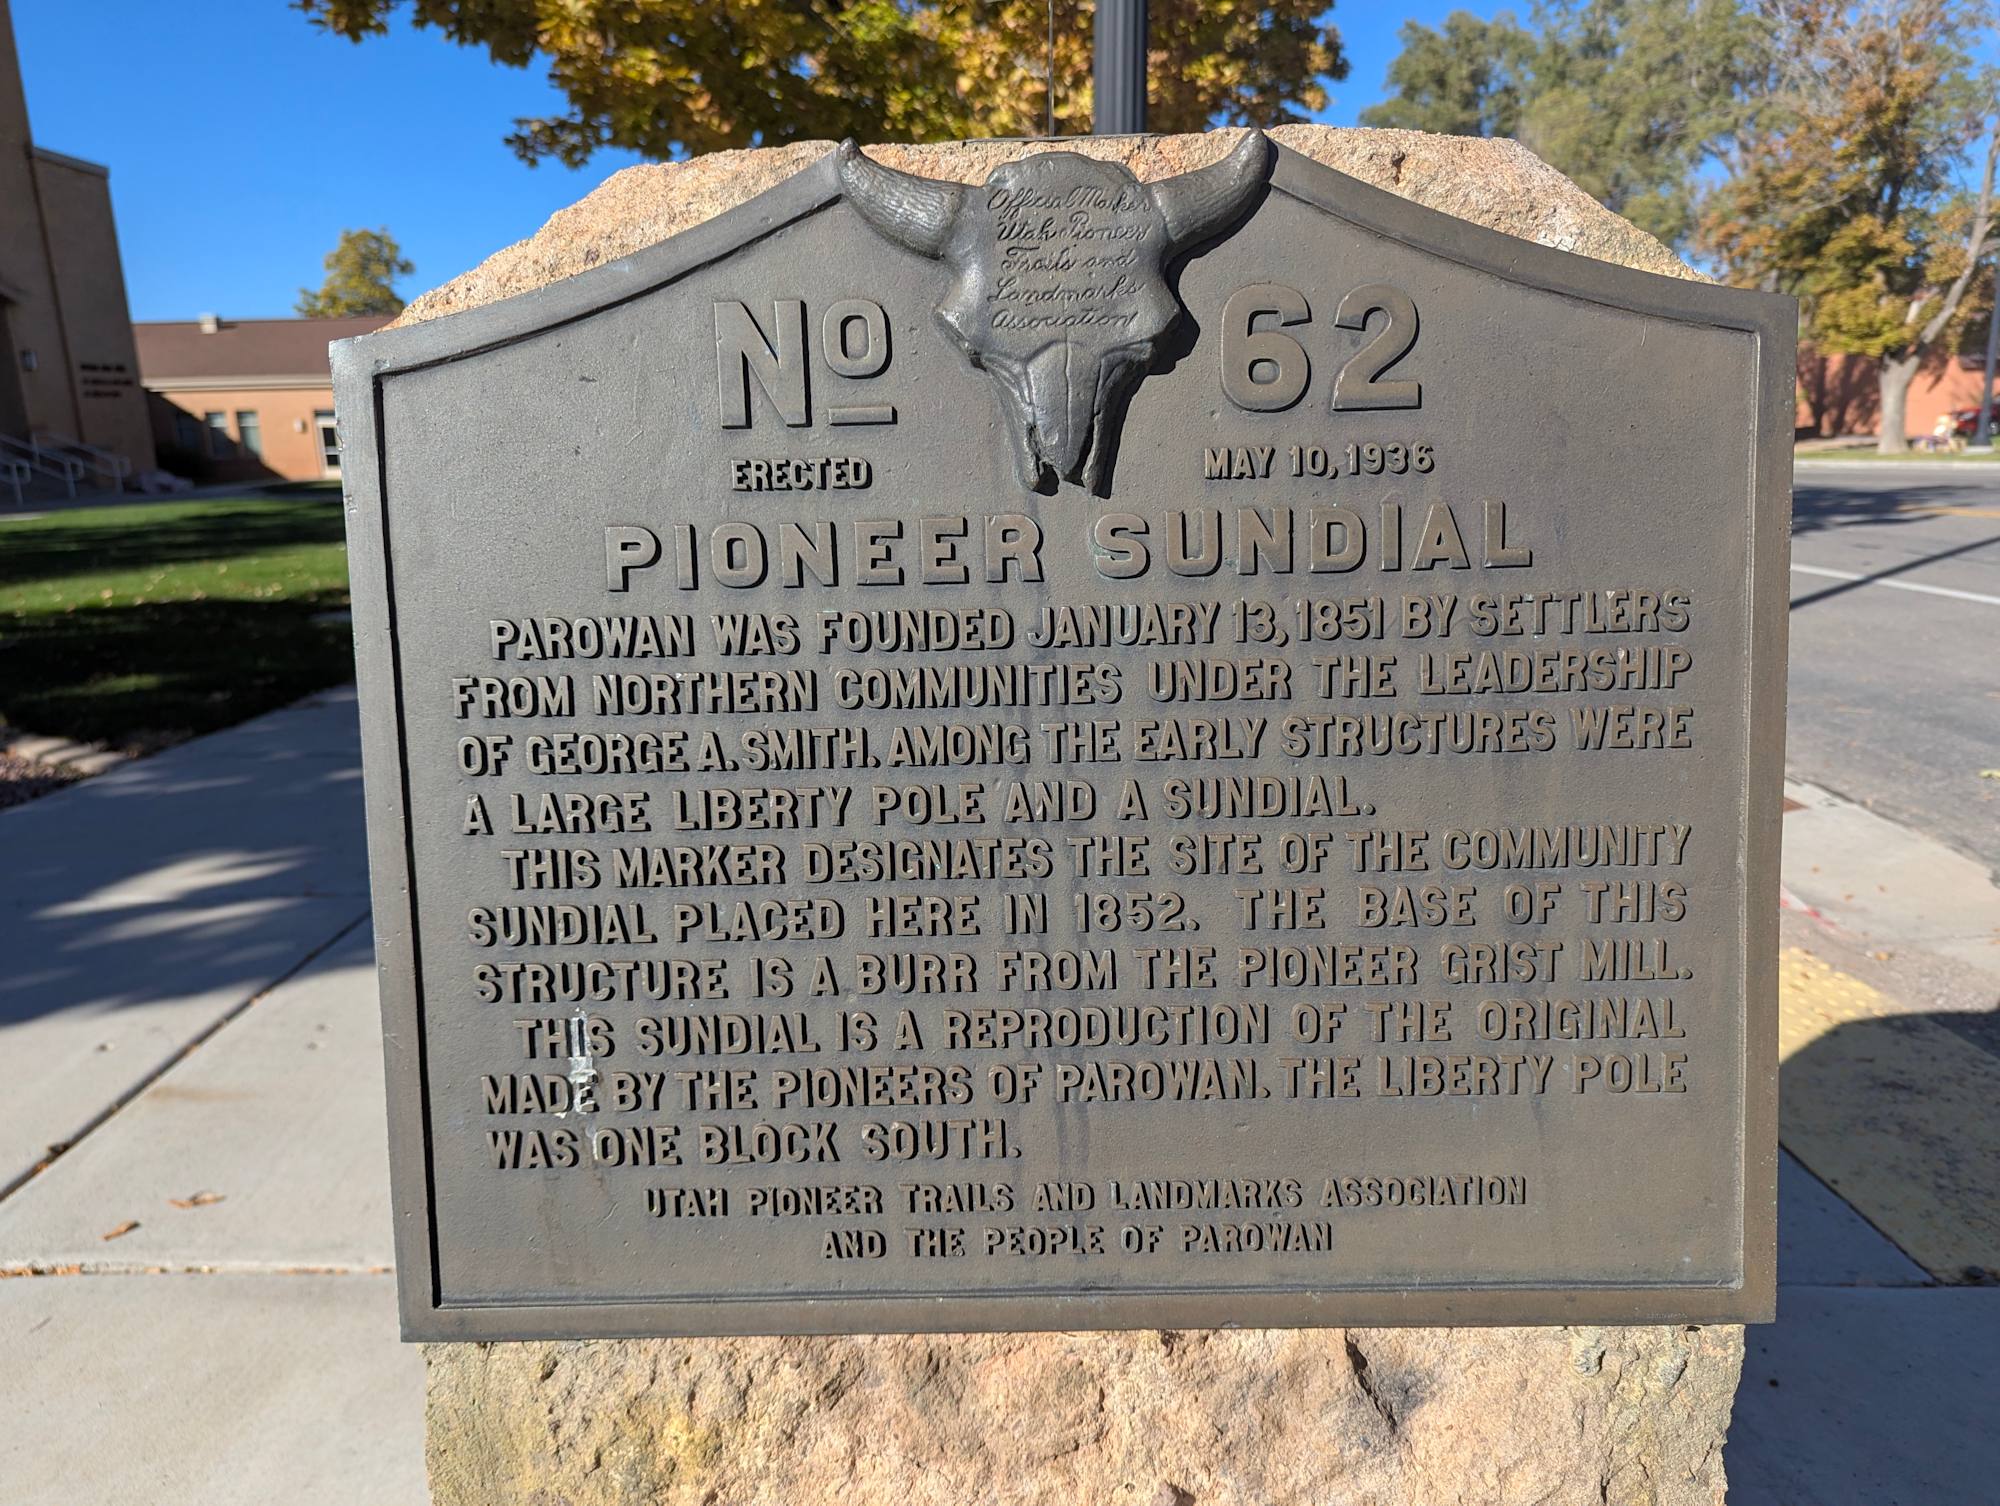 Official Marker
Utah Pioneer
Trails and
Landmarks
Association
No 62
ERECTED MAY 10, 1936
PIONEER SUNDIAL
PAROWAN WAS FOUNDED JANUARY 13, 1851 BY SETTLERS
FROM NORTHERN COMMUNITIES UNDER THE LEADERSHIP
OF GEORGE A. SMITH. AMONG THE EARLY STRUCTURES WERE
A LARGE LIBERTY POLE AND A SUNDIAL.
THIS MARKER DESIGNATES THE SITE OF THE COMMUNITY
SUNDIAL PLACED HERE IN 1852. THE BASE OF THIS
STRUCTURE IS A BURR FROM THE PIONEER GRIST MILL.
THIS SUNDIAL IS A REPRODUCTION OF THE ORIGINAL
MADE BY THE PIONEERS OF PAROWAN. THE LIBERTY POLE
WAS ONE BLOCK SOUTH.
UTAH PIONEER TRAILS AND LANDMARKS ASSOCIATION
AND THE PEOPLE OF PAROWAN